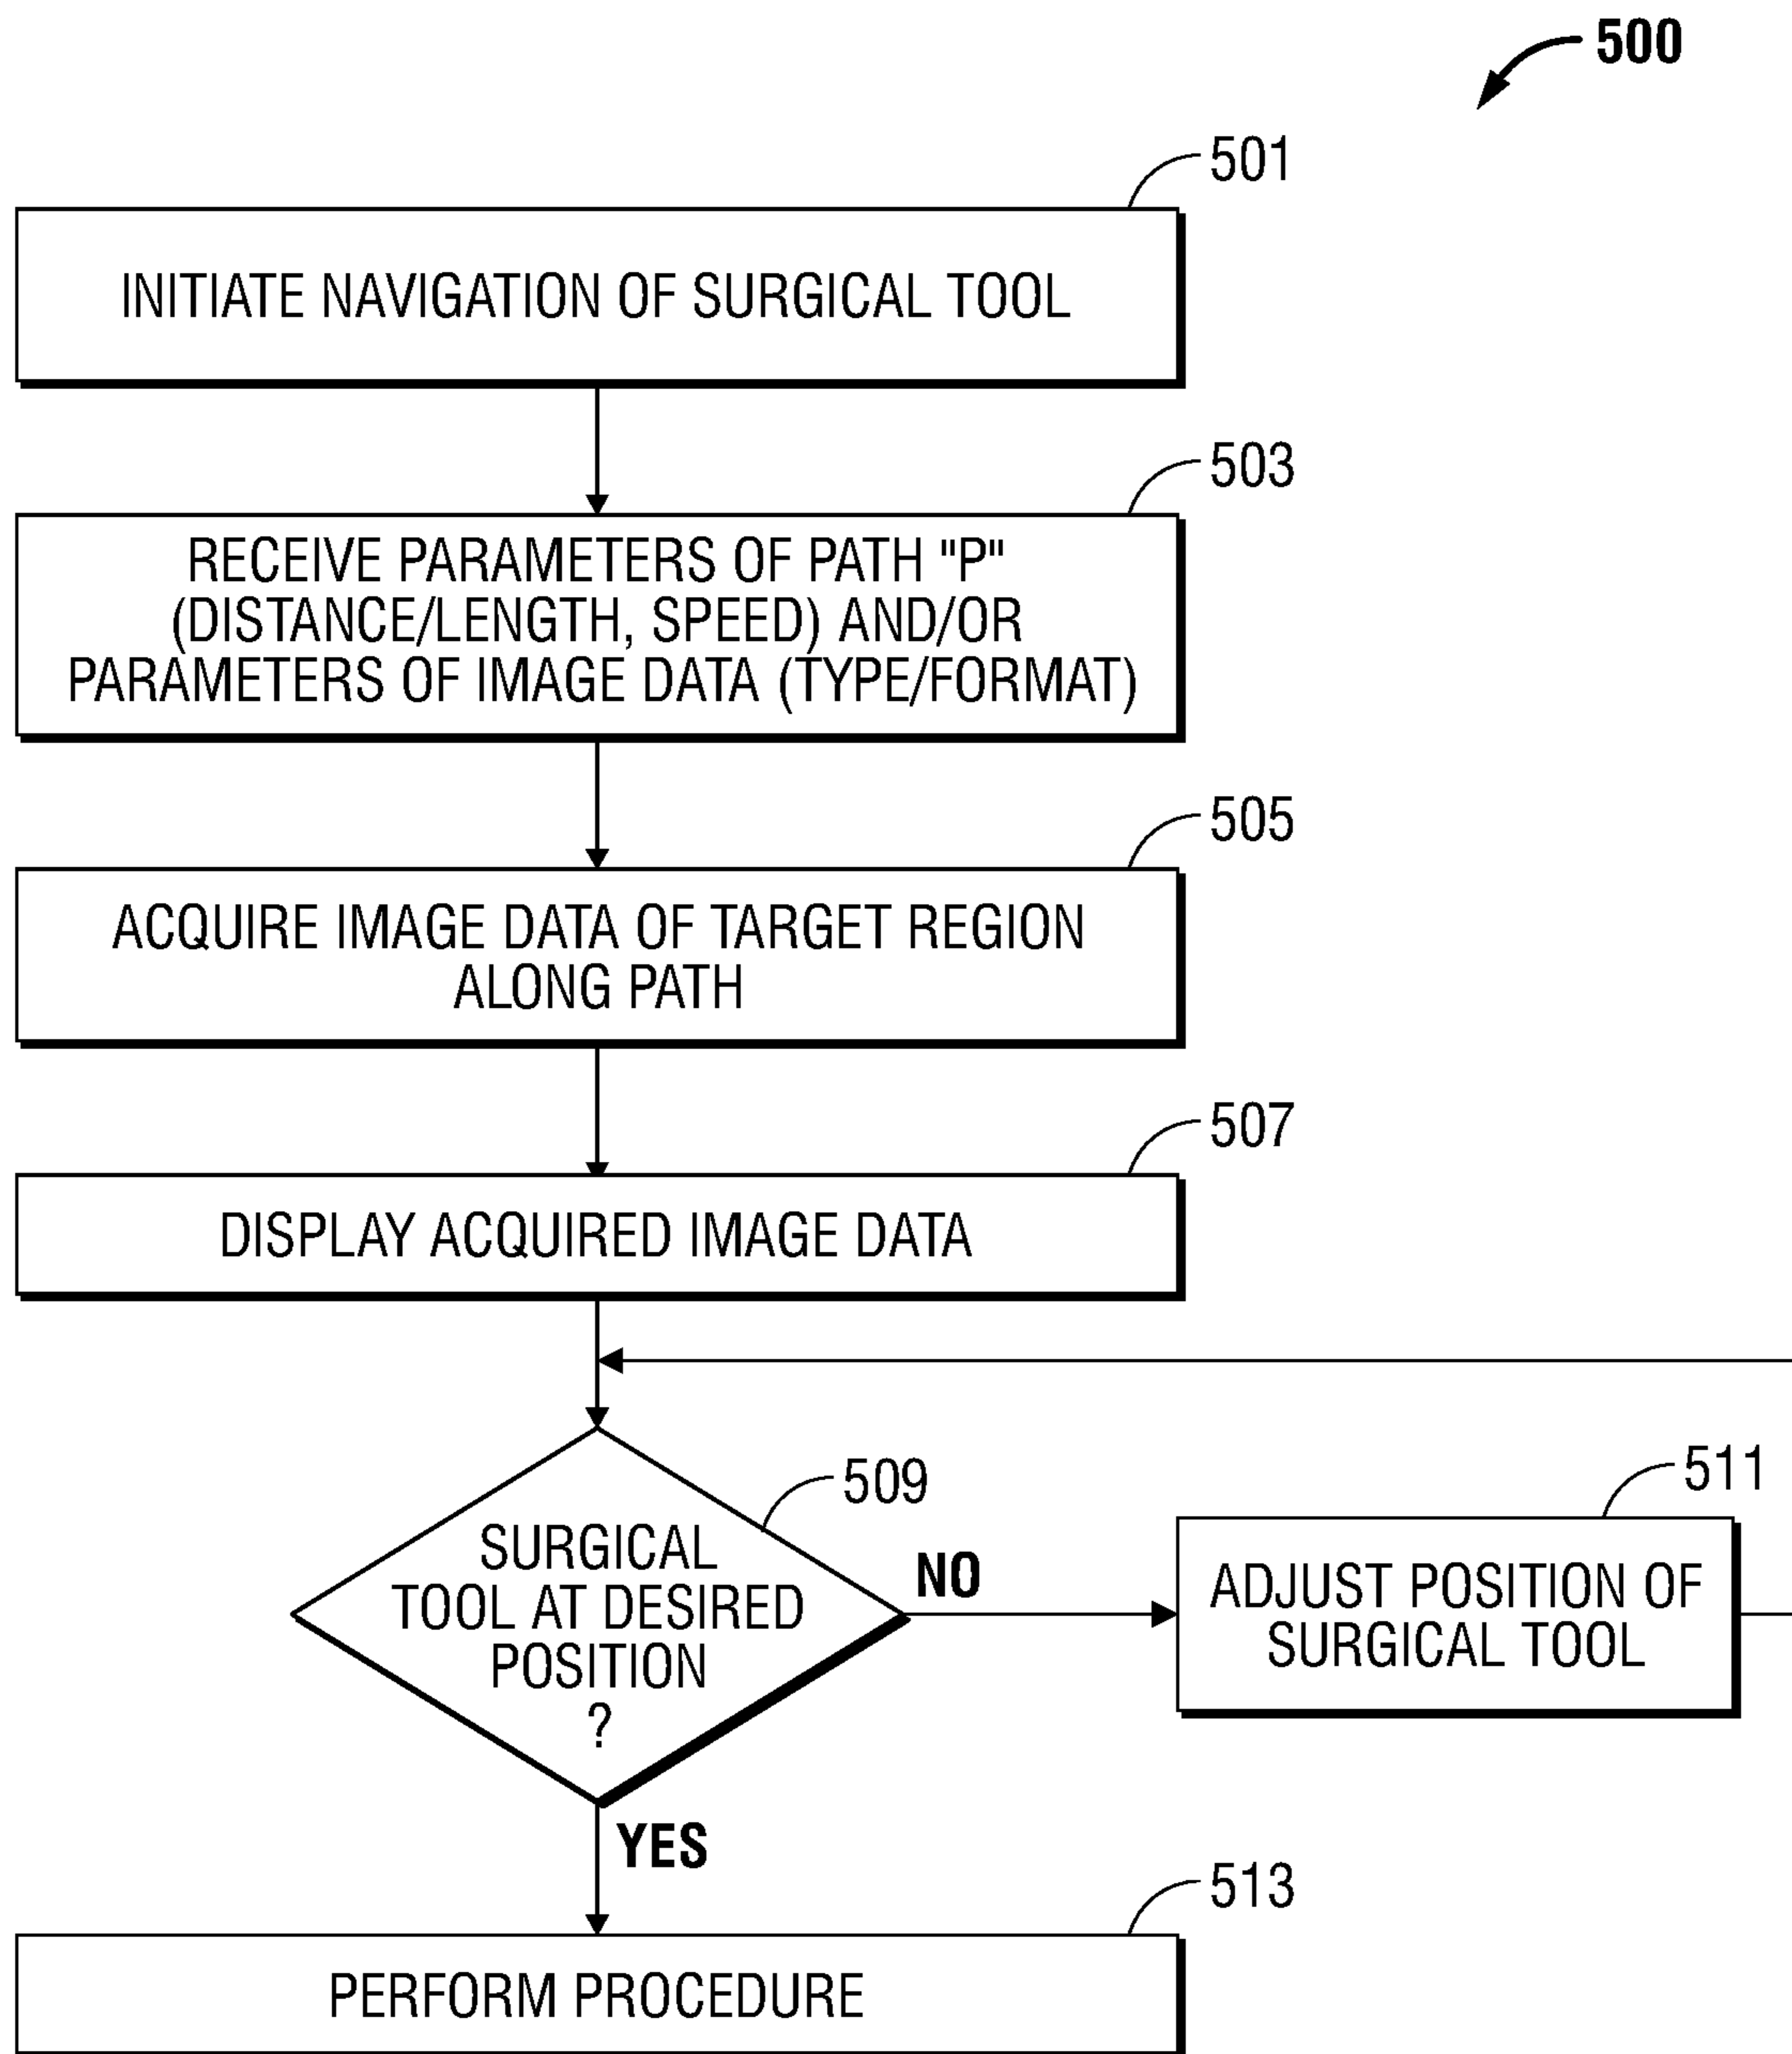 500
501
INITIATE NAVIGATION OF SURGICAL TOOL
503
RECEIVE PARAMETERS OF PATH "P"
(DISTANCE/LENGTH, SPEED) AND/OR
PARAMETERS OF IMAGE DATA (TYPE/FORMAT)
505
ACQUIRE IMAGE DATA OF TARGET REGION
ALONG PATH
507
DISPLAY ACQUIRED IMAGE DATA
509
SURGICAL
TOOL AT DESIRED
POSITION
?
NO
511
ADJUST POSITION OF
SURGICAL TOOL
YES
513
PERFORM PROCEDURE